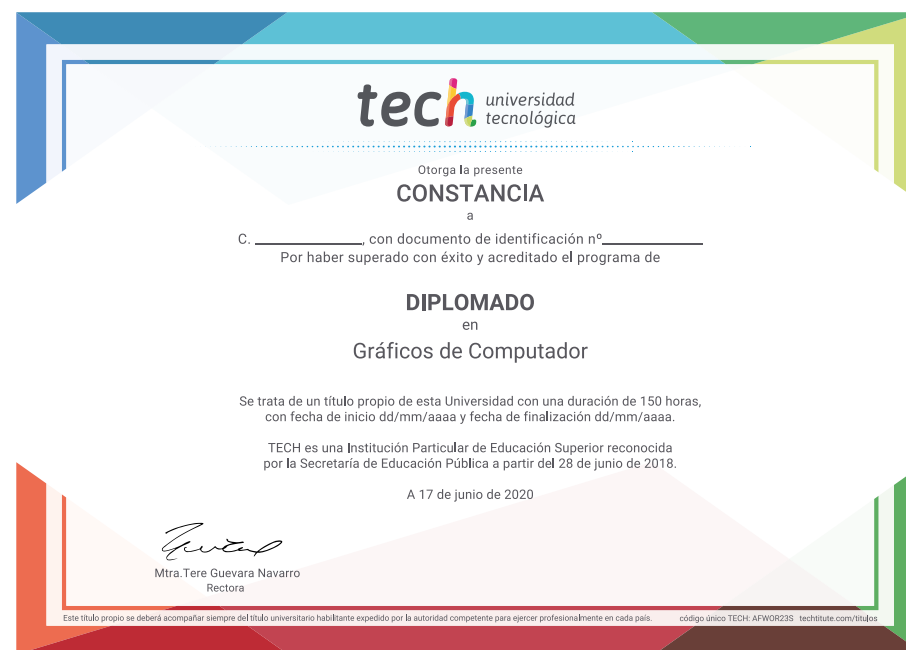 tech universidad
tecnológica
Otorga la presente
CONSTANCIA
a
C. ____________, con documento de identificación nº___________
Por haber superado con éxito y acreditado el programa de
DIPLOMADO
en
Gráficos de Computador
Se trata de un título propio de esta Universidad con una duración de 150 horas,
con fecha de inicio dd/mm/aaaa y fecha de finalización dd/mm/aaaa.
TECH es una Institución Particular de Educación Superior reconocida
por la Secretaría de Educación Pública a partir del 28 de junio de 2018.
A 17 de junio de 2020
Mtra.Tere Guevara Navarro
Rectora
Este título propio se deberá acompañar siempre del título universitario habilitante expedido por la autoridad competente para ejercer profesionalmente en cada país. código único TECH: AFWOR23S techtitute.com/titulos